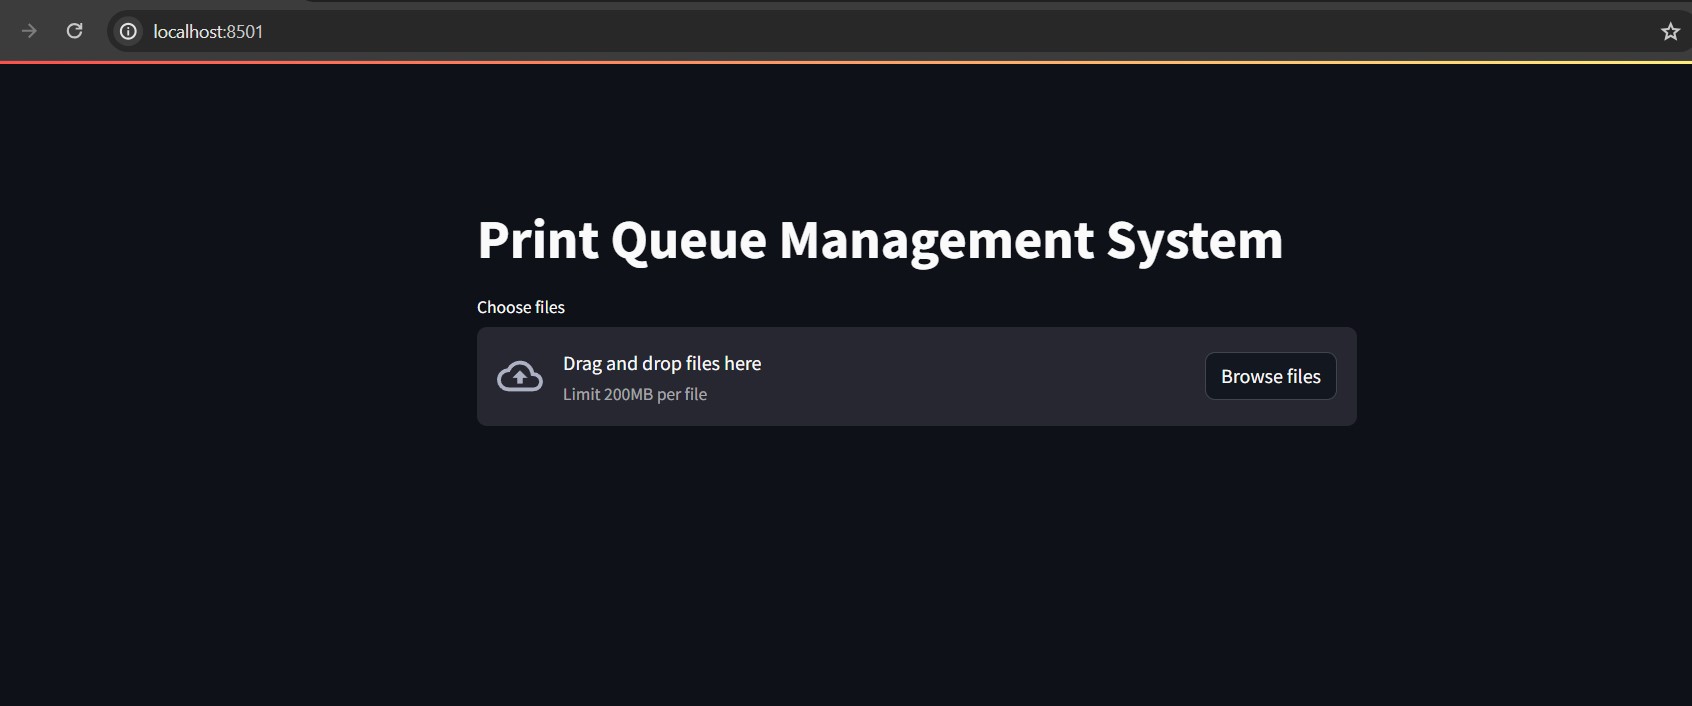 localhost:8501
Print Queue Management System
Choose files
Drag and drop files here
Limit 200MB per file
Browse files